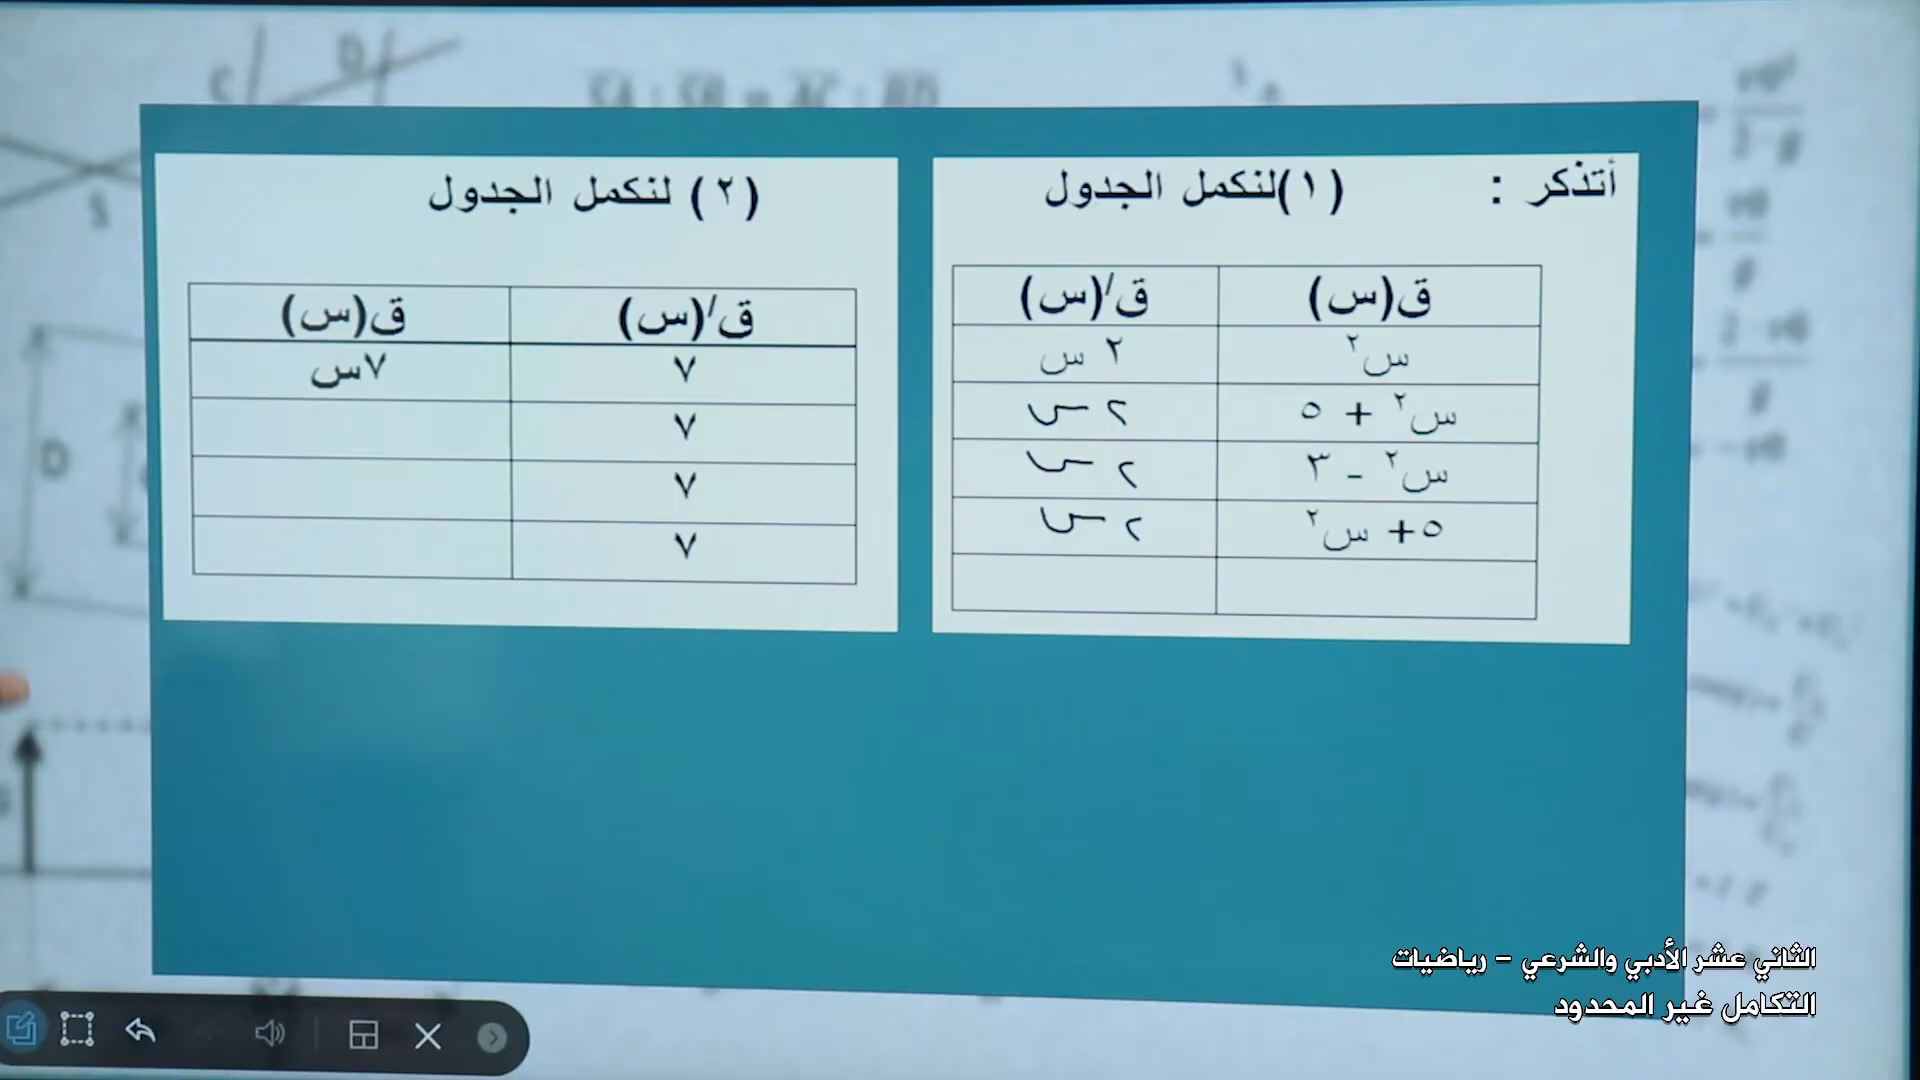 أتذكر : (١)لنكمل الجدول
ق(س) ق/(س)
س٢ ٢ س
س٢ + ٥ ٢ س
س٢ - ٣ ٢ س
٥+ س٢ ٢ س
(٢) لنكمل الجدول
ق/(س) ق(س)
٧ ٧س
٧
٧
٧
الثاني عشر الأدبي والشرعي - رياضيات
التكامل غير المحدود
C D
S
D